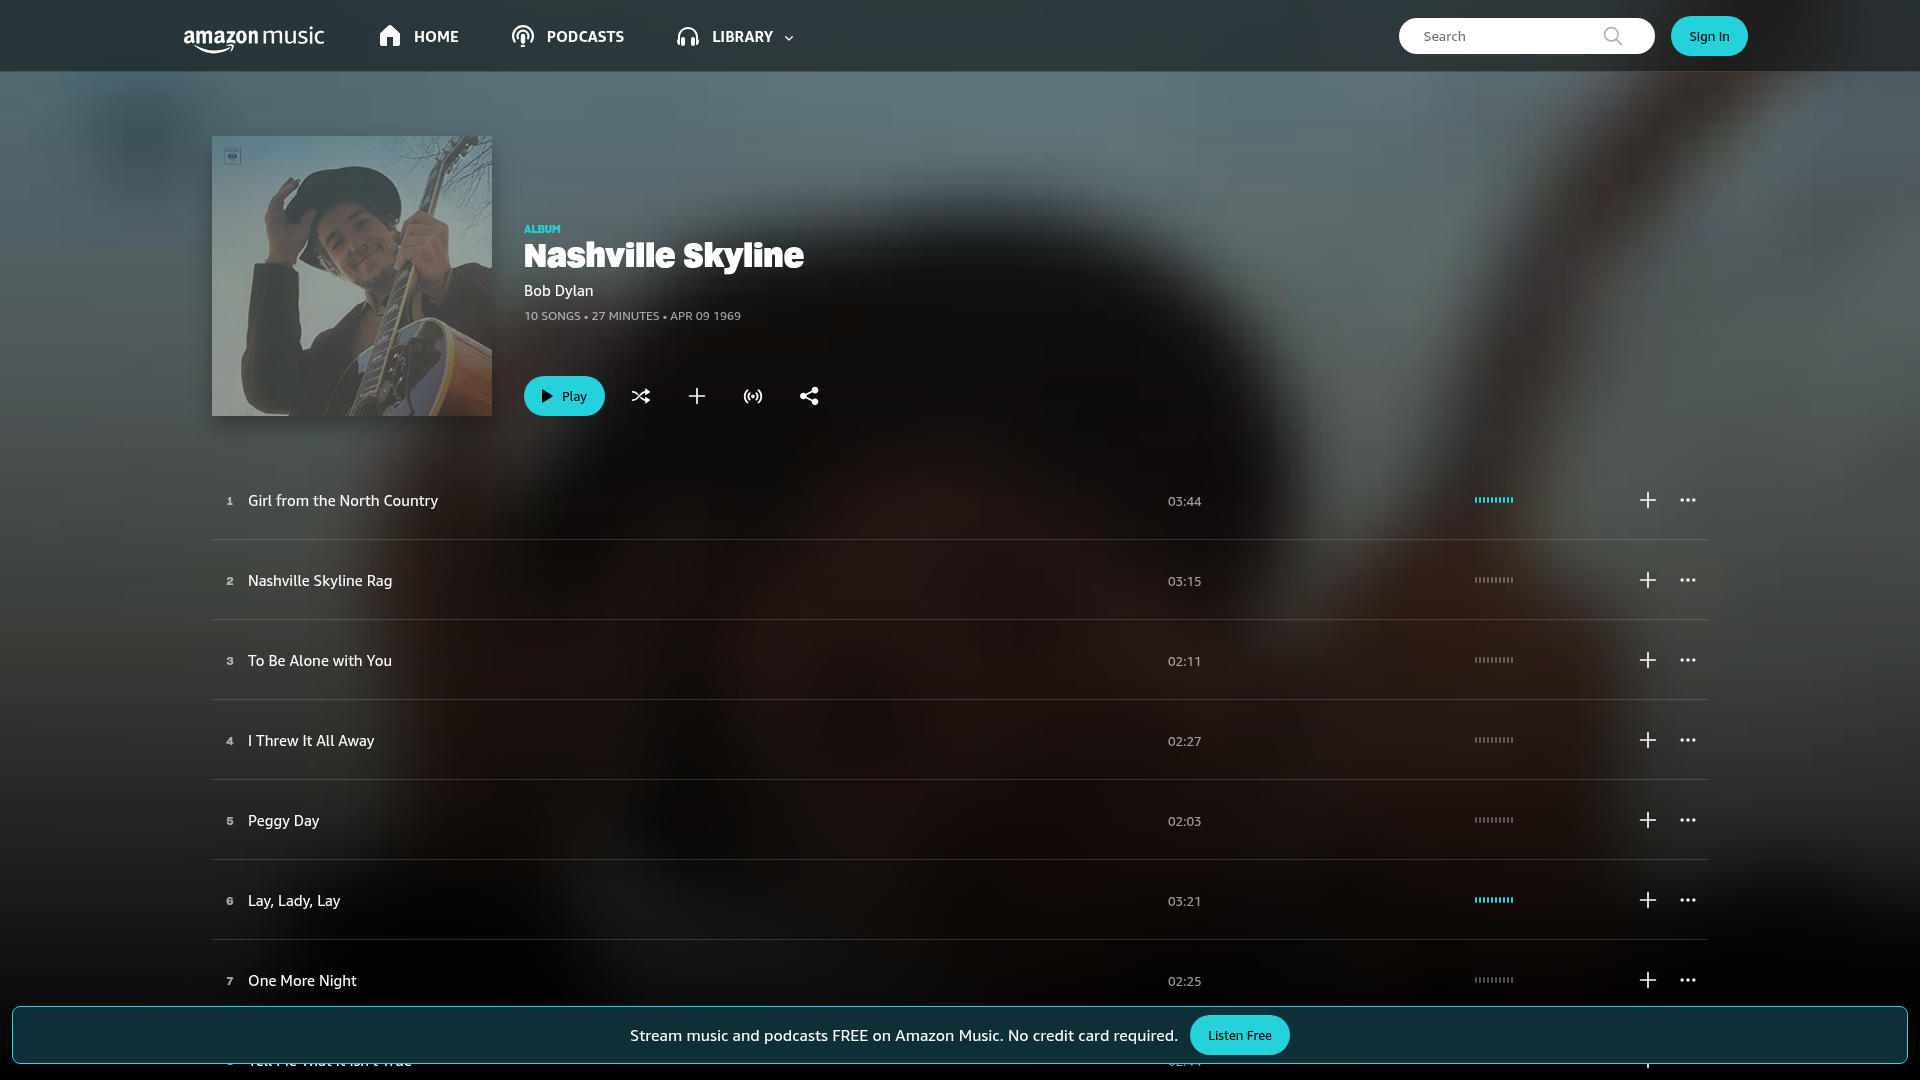 amazon music
HOME
PODCASTS
LIBRARY
Search
Sign In
ALBUM
Nashville Skyline
Bob Dylan
10 SONGS • 27 MINUTES • APR 09 1969
Play
1 Girl from the North Country 03:44
2 Nashville Skyline Rag 03:15
3 To Be Alone with You 02:11
4 I Threw It All Away 02:27
5 Peggy Day 02:03
6 Lay, Lady, Lay 03:21
7 One More Night 02:25
Stream music and podcasts FREE on Amazon Music. No credit card required.
Listen Free